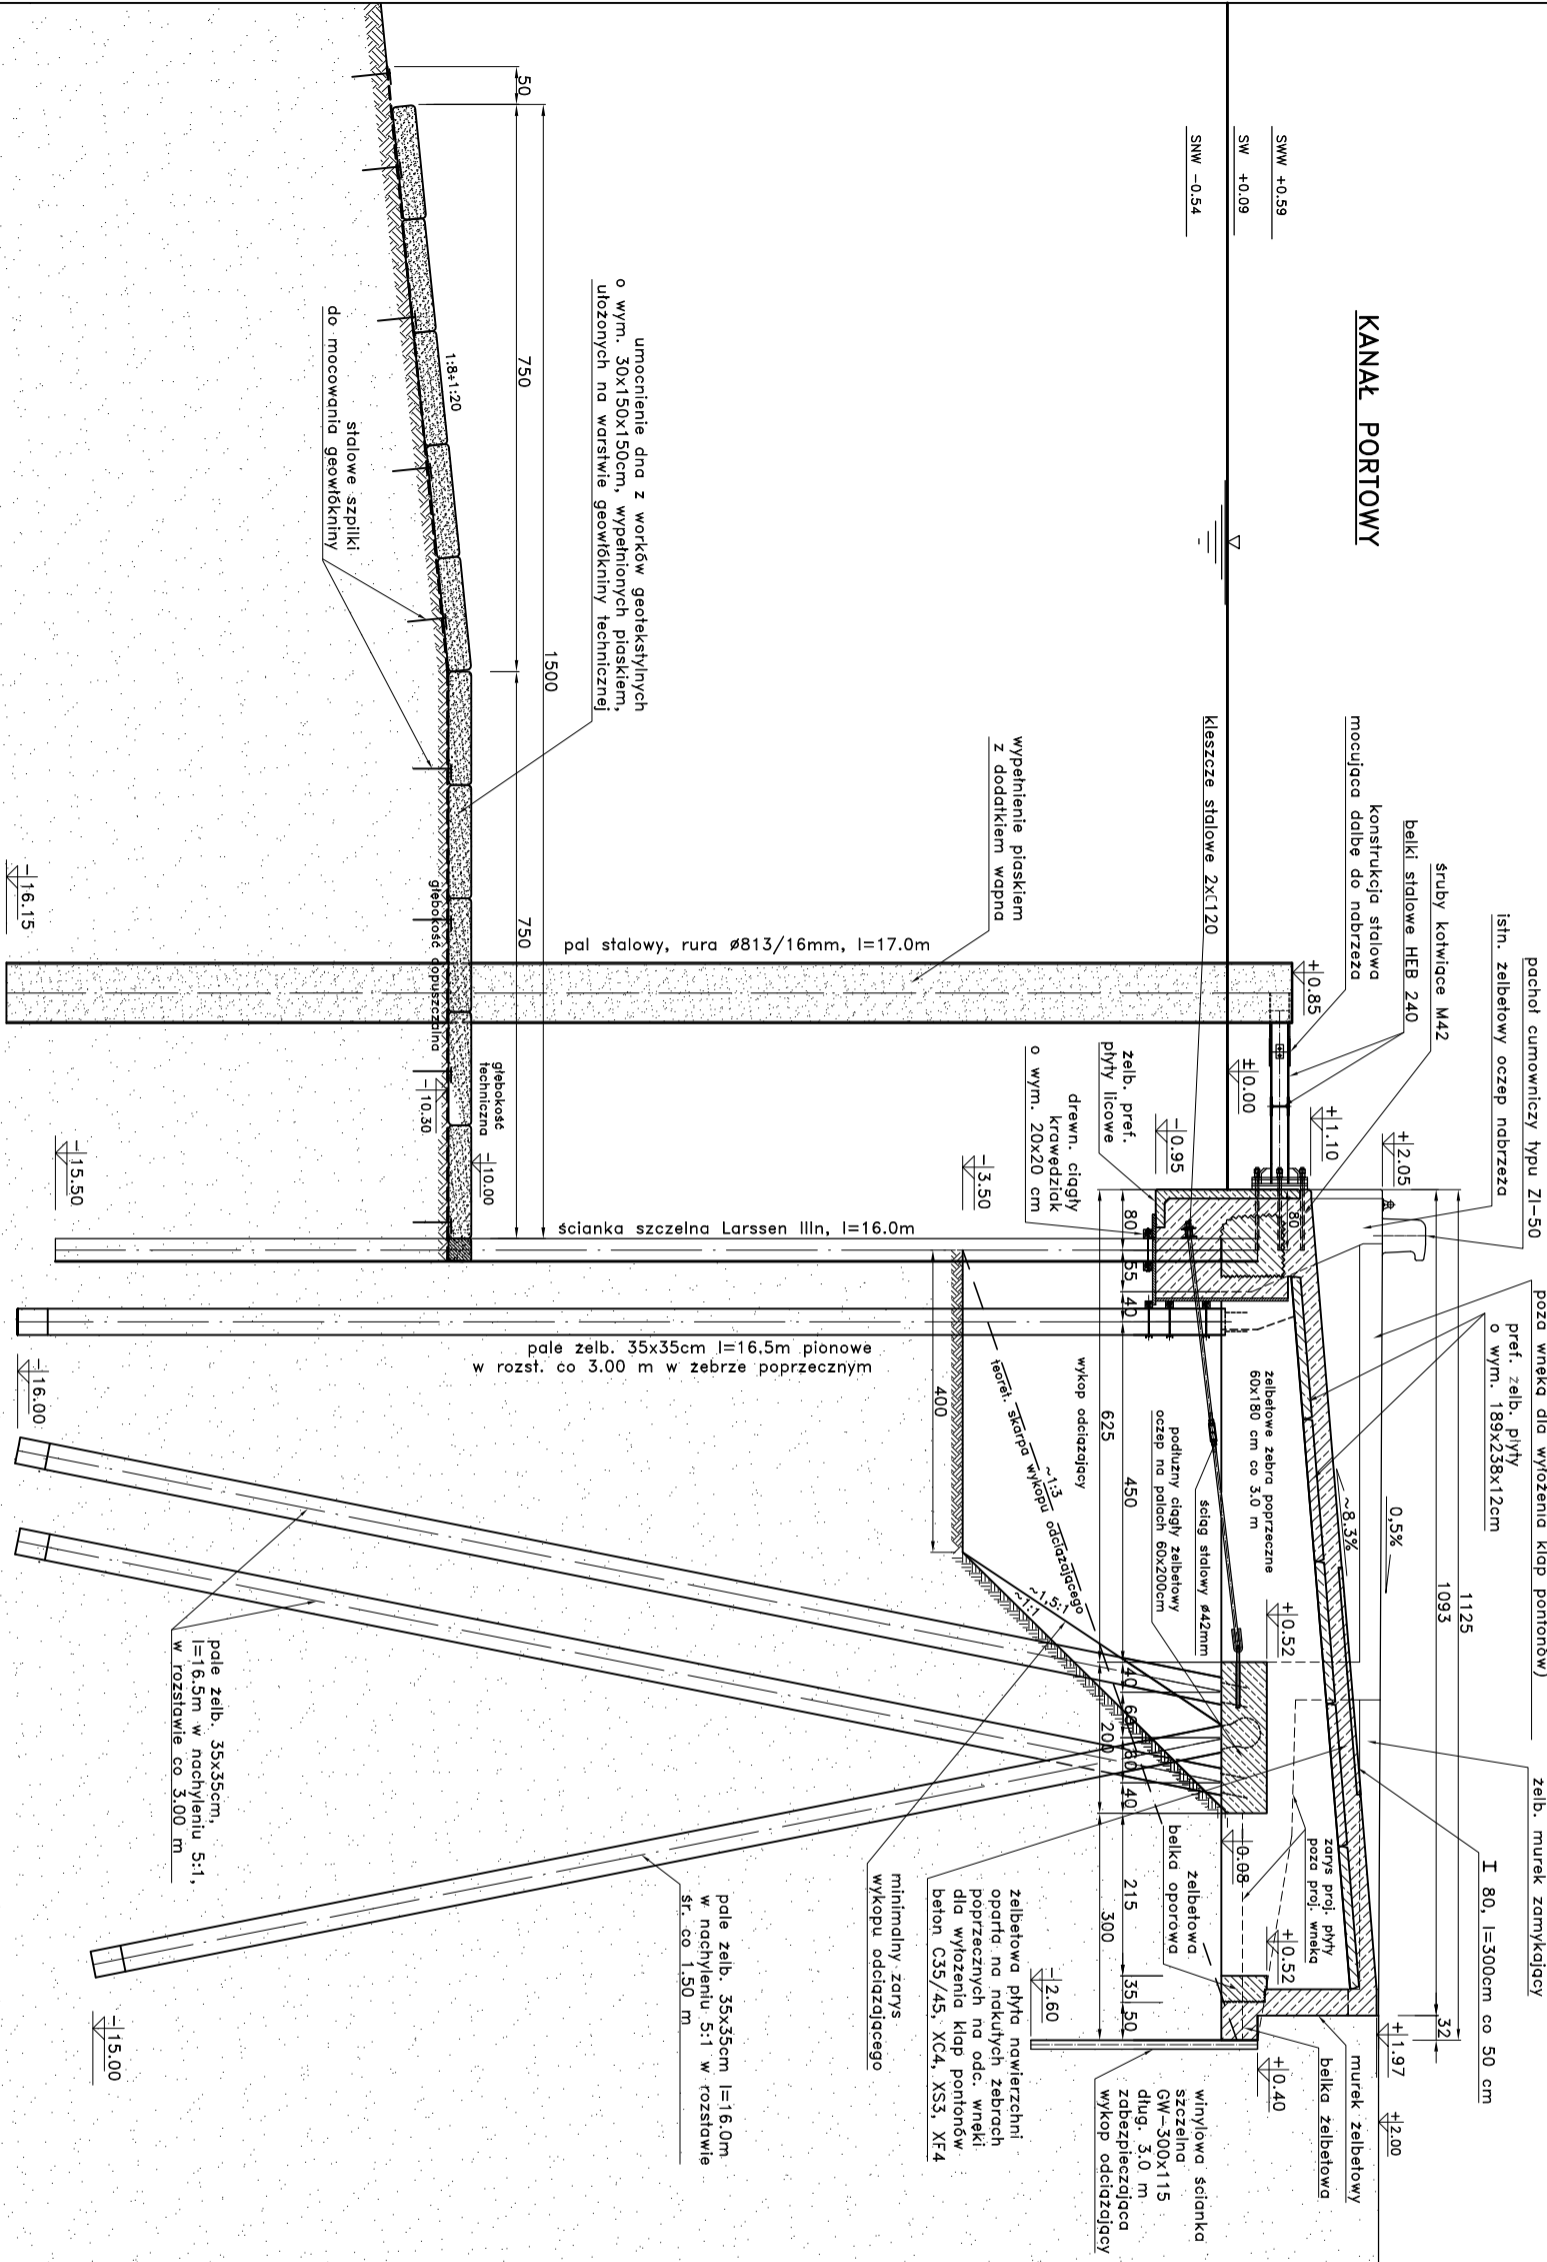 KANAŁ PORTOWY
SWW +0.59
SW +0.09
SNW -0.54
pachoł cumowniczy typu ZI-50
istn. żelbetowy oczep nabrzeża
śruby kotwiące M42
belki stalowe HEB 240
konstrukcja stalowa
mocująca dalbę do nabrzeża
kleszcze stalowe 2x[120
wypełnienie piaskiem
z dodatkiem wapna
pal stalowy, rura ø813/16mm, l=17.0m
umocnienie dna z worków geotekstylnych
o wym. 30x150x150cm, wypełnionych piaskiem,
ułożonych na warstwie geowłókniny technicznej
stalowe szpilki
do mocowania geowłókniny
1:8÷1:20
50
750
1500
750
głębokość dopuszczalna
-10.30
głębokość
techniczna
-10.00
-16.15
-15.50
-16.00
-15.00
ścianka szczelna Larssen IIIn, l=16.0m
pale żelb. 35x35cm l=16,5m pionowe
w rozst. co 3.00 m w żebrze poprzecznym
+0.85
±0.00
+1.10
+2.05
-0.95
-3.50
żelb. pref.
płyty licowe
drewn. ciągły
krawędziak
o wym. 20x20 cm
80
80
55
40
450
625
400
wykop odciążający
teoret. skarpa wykopu odciążającego
~1:3
~1,5:1
~1:1
poza wnęką dla wyłożenia klap pontonów)
pref. żelb. płyty
o wym. 189x238x12cm
0,5%
~8.3%
1125
1093
32
żelbetowe żebra poprzeczne
60x180 cm co 3.0 m
ściąg stalowy ø42mm
podłużny ciągły żelbetowy
oczep na palach 60x200cm
+0.52
40
60
60
40
200
215
300
35
50
-0.08
+0.52
-2.60
+0.40
+1.97
+2.00
żelb. murek zamykający
I 80, l=300cm co 50 cm
zarys proj. płyty
poza proj. wnęką
żelbetowa
belka oporowa
murek żelbetowy
belka żelbetowa
winylowa ścianka
szczelna
GW-300x115
dług. 3.0 m
zabezpieczająca
wykop odciążający
żelbetowa płyta nawierzchni
oparta na nakutych żebrach
poprzecznych na odc. wnęki
dla wyłożenia klap pontonów
beton C35/45, XC4, XS3, XF4
minimalny zarys
wykopu odciążającego
pale żelb. 35x35cm l=16.0m
w nachyleniu 5:1 w rozstawie
śr. co 1.50 m
pale żelb. 35x35cm,
l=16.5m w nachyleniu 5:1,
w rozstawie co 3.00 m